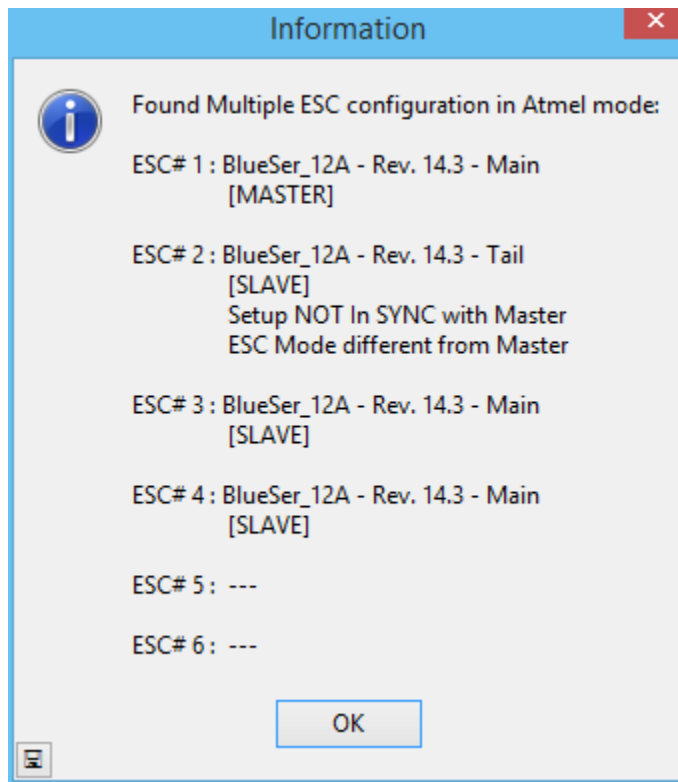 Information
Found Multiple ESC configuration in Atmel mode:
ESC# 1 : BlueSer_12A - Rev. 14.3 - Main
[MASTER]
ESC# 2 : BlueSer_12A - Rev. 14.3 - Tail
[SLAVE]
Setup NOT In SYNC with Master
ESC Mode different from Master
ESC# 3 : BlueSer_12A - Rev. 14.3 - Main
[SLAVE]
ESC# 4 : BlueSer_12A - Rev. 14.3 - Main
[SLAVE]
ESC# 5 : ---
ESC# 6 : ---
OK